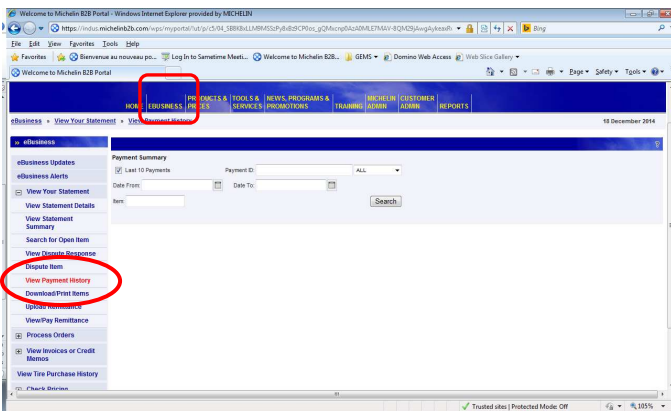 Welcome to Michelin B2B Portal - Windows Internet Explorer provided by MICHELIN
Bing
File Edit View Favorites Tools Help
Favorites Welcome to Michelin B2B Portal Bienvenue au nouveau po... Log In to Sametime Meeti... Welcome to Michelin B2B... GEMS Domino Web Access Web Slice Gallery
Welcome to Michelin B2B Portal
Page Safety Tools
HOME EBUSINESS PRODUCTS & PRICES TOOLS & SERVICES NEWS, PROGRAMS & PROMOTIONS TRAINING MICHELIN ADMIN CUSTOMER ADMIN REPORTS
eBusiness » View Your Statement » View Payment History 18 December 2014
» eBusiness
eBusiness Updates
eBusiness Alerts
View Your Statement
View Statement Details
View Statement
Summary
Search for Open Item
View Dispute Response
Dispute Item
View Payment History
Download/Print Items
Upload Remittance
View/Pay Remittance
Process Orders
View Invoices or Credit
Memos
View Tire Purchase History
Check Pricing
Payment Summary
Last 10 Payments Payment ID: ALL
Date From: Date To:
Item: Search
Trusted sites | Protected Mode: Off 105%